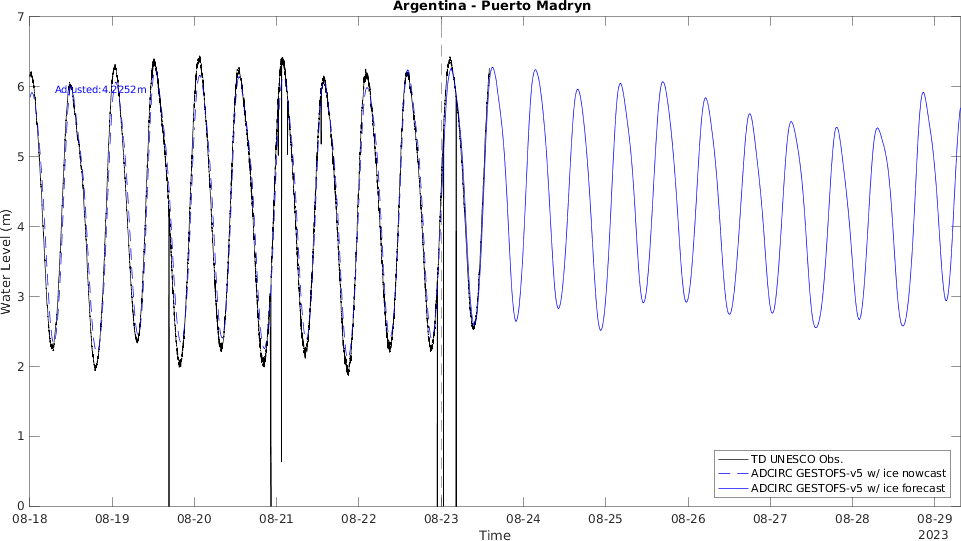 Argentina - Puerto Madryn
7
6
5
4
3
2
1
0
Water Level (m)
Adjusted:4.2252m
TD UNESCO Obs.
ADCIRC GESTOFS-v5 w/ ice nowcast
ADCIRC GESTOFS-v5 w/ ice forecast
08-18 08-19 08-20 08-21 08-22 08-23 08-24 08-25 08-26 08-27 08-28 08-29
Time
2023